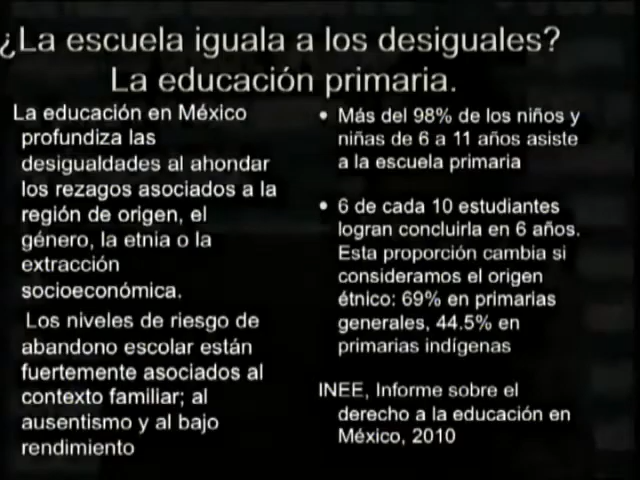 ¿La escuela iguala a los desiguales?
La educación primaria.
La educación en México
profundiza las
desigualdades al ahondar
los rezagos asociados a la
región de origen, el
género, la etnia o la
extracción
socioeconómica.
Los niveles de riesgo de
abandono escolar están
fuertemente asociados al
contexto familiar; al
ausentismo y al bajo
rendimiento
• Más del 98% de los niños y
niñas de 6 a 11 años asiste
a la escuela primaria
• 6 de cada 10 estudiantes
logran concluirla en 6 años.
Esta proporción cambia si
consideramos el origen
étnico: 69% en primarias
generales, 44.5% en
primarias indígenas
INEE, Informe sobre el
derecho a la educación en
México, 2010